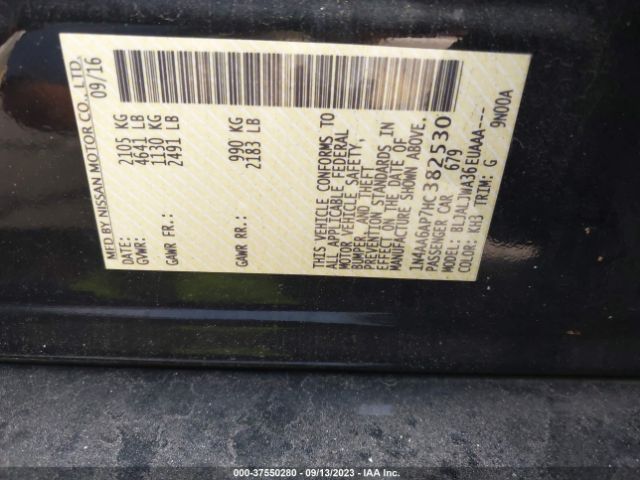 MFD BY NISSAN MOTOR CO., LTD.
DATE: 09/16
GVWR: 2105 KG
4641 LB
GAWR FR.: 1130 KG
2491 LB
GAWR RR: 990 KG
2183 LB
THIS VEHICLE CONFORMS TO
ALL APPLICABLE FEDERAL
MOTOR VEHICLE SAFETY,
BUMPER, AND THEFT
PREVENTION STANDARDS IN
EFFECT ON THE DATE OF
MANUFACTURE SHOWN ABOVE.
1N4AA6AP7HC382530
PASSENGER CAR 679
MODEL: BLJALJWA36EUAAA---
COLOR: KH3 TRIM: G 9N00A
000-37550280 - 09/13/2023 - IAA Inc.